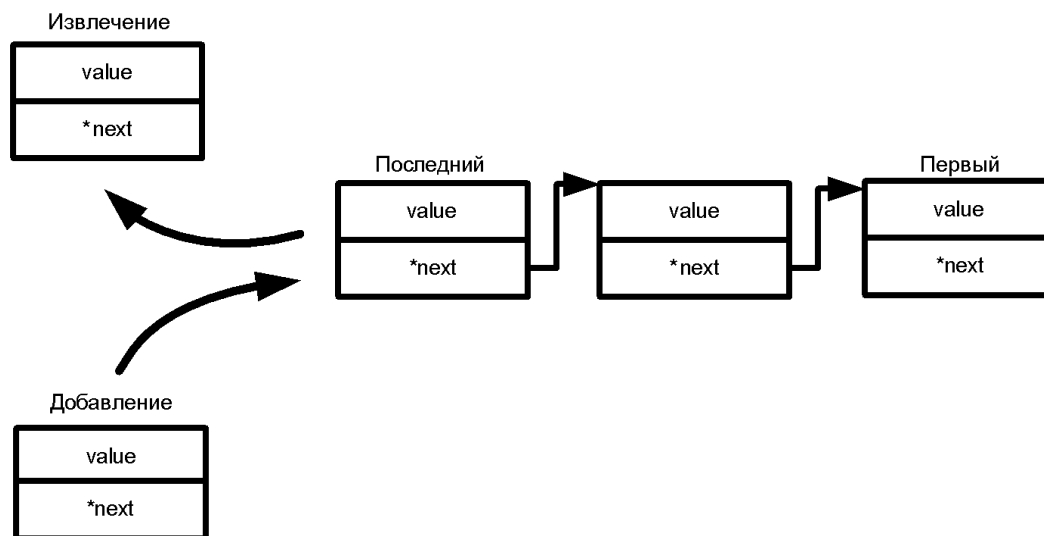 Извлечение
value
*next
Последний
value
*next
value
*next
Первый
value
*next
Добавление
value
*next